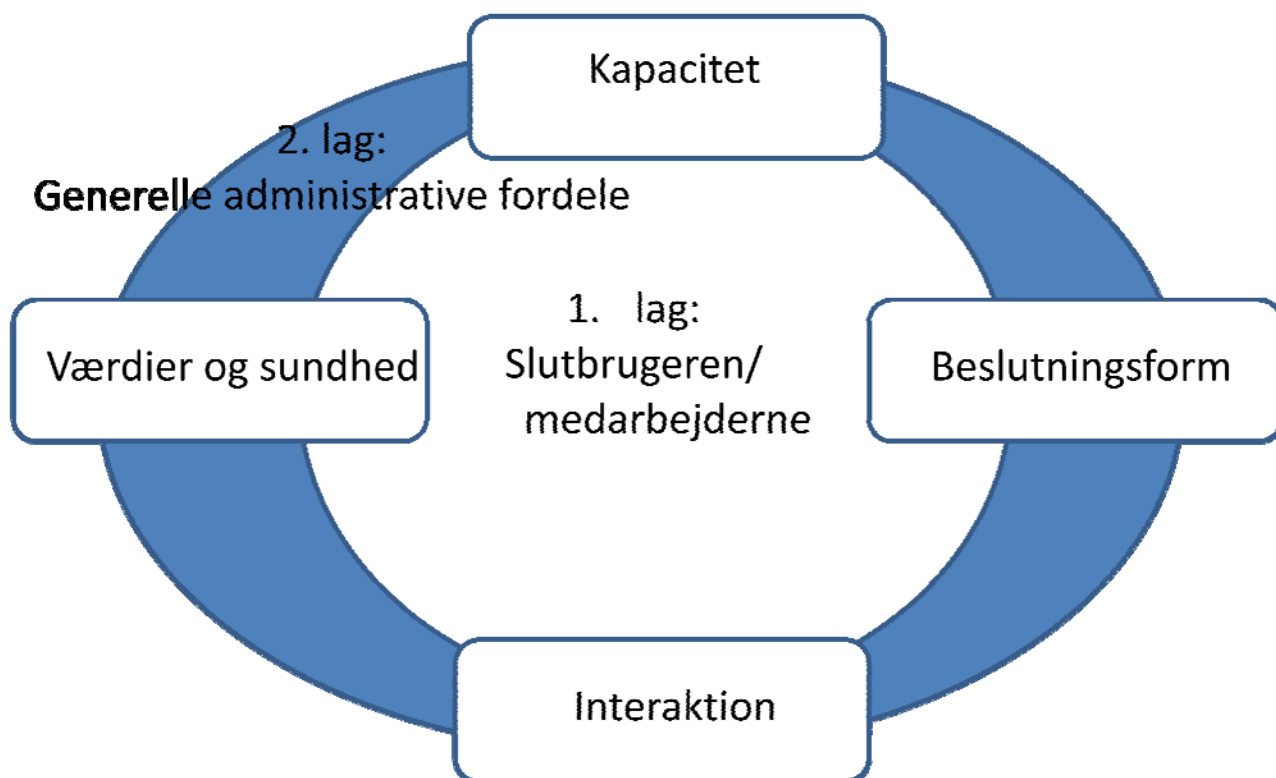 Kapacitet
2. lag:
Generelle administrative fordele
1. lag:
Slutbrugeren/
medarbejderne
Værdier og sundhed
Beslutningsform
Interaktion